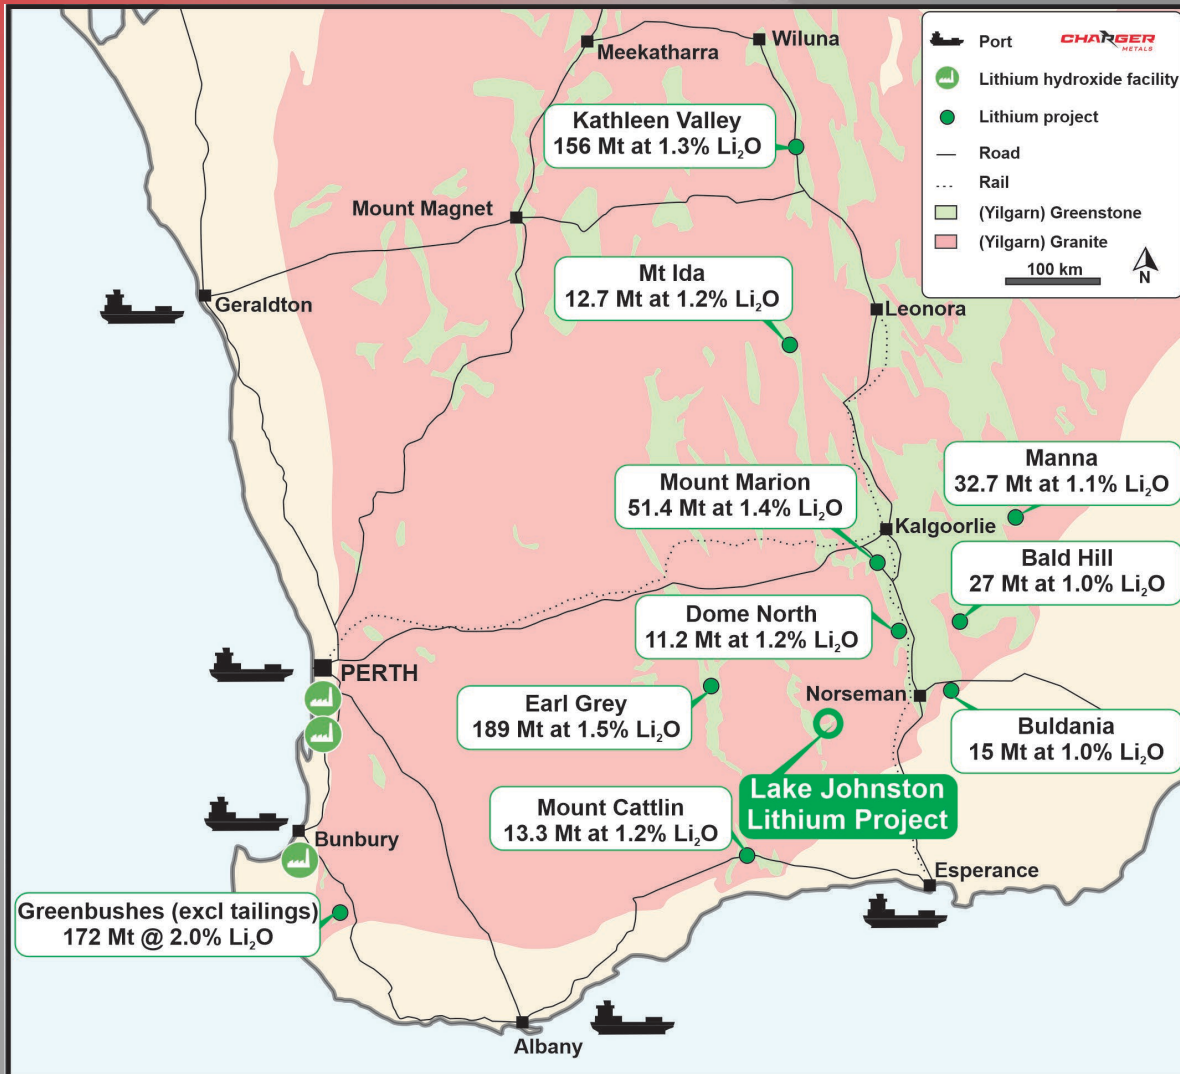 Meekatharra
Wiluna
Port
CHARGER
METALS
Lithium hydroxide facility
Lithium project
Road
Rail
(Yilgarn) Greenstone
(Yilgarn) Granite
100 km
N
Kathleen Valley
156 Mt at 1.3% Li₂O
Mount Magnet
Mt Ida
12.7 Mt at 1.2% Li₂O
Geraldton
Leonora
Manna
32.7 Mt at 1.1% Li₂O
Mount Marion
51.4 Mt at 1.4% Li₂O
Kalgoorlie
Bald Hill
27 Mt at 1.0% Li₂O
Dome North
11.2 Mt at 1.2% Li₂O
PERTH
Earl Grey
189 Mt at 1.5% Li₂O
Norseman
Buldania
15 Mt at 1.0% Li₂O
Lake Johnston
Lithium Project
Mount Cattlin
13.3 Mt at 1.2% Li₂O
Bunbury
Esperance
Greenbushes (excl tailings)
172 Mt @ 2.0% Li₂O
Albany